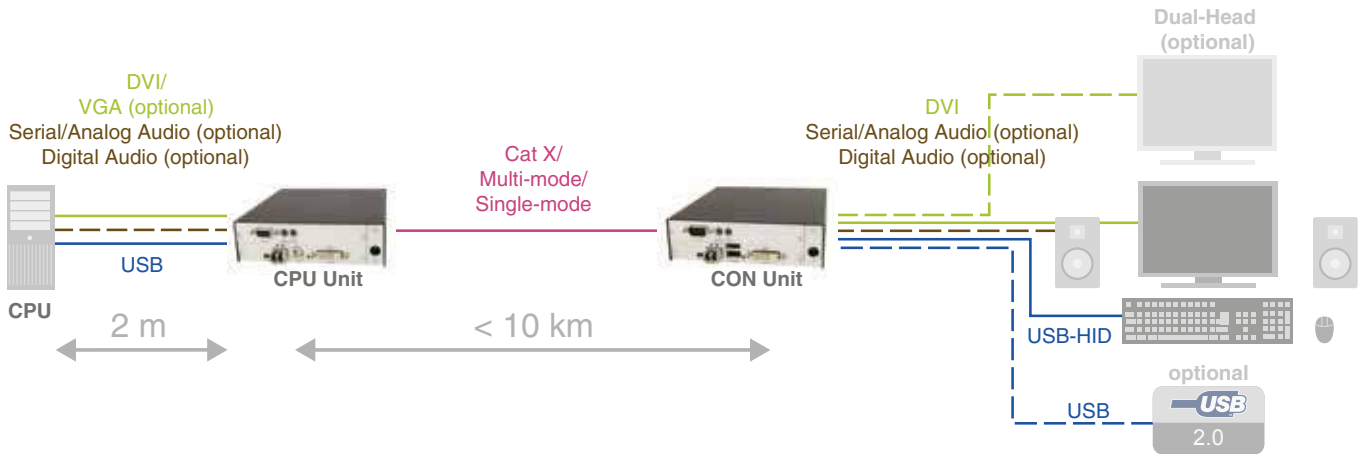 Dual-Head
(optional)
DVI/
VGA (optional)
Serial/Analog Audio (optional)
Digital Audio (optional)
Cat X/
Multi-mode/
Single-mode
DVI
Serial/Analog Audio (optional)
Digital Audio (optional)
USB
CPU Unit
CON Unit
CPU
2 m
< 10 km
USB-HID
optional
USB
USB
2.0